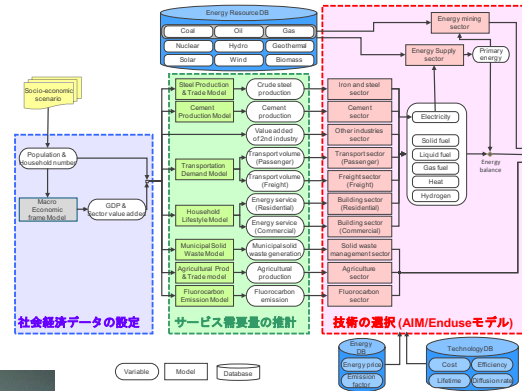 Energy Resource DB
Coal
Oil
Gas
Nuclear
Hydro
Geothermal
Solar
Wind
Biomass
Energy mining
sector
Energy Supply
sector
Primary
energy
Socio-economic
scenario
Population &
Household number
Macro
Economic
frame Model
GDP &
Sector value added
社会経済データの設定
Steel Production
& Trade Model
Cement
Production Model
Transportation
Demand Model
Household
Lifestyle Model
Municipal Solid
Waste Model
Agricultural Prod
& Trade model
Fluorocarbon
Emission Model
Crude steel
production
Cement
production
Value added
of 2nd industry
Transport volume
(Passenger)
Transport volume
(Freight)
Energy service
(Residential)
Energy service
(Commercial)
Municipal solid
waste generation
Agricultural
production
Fluorocarbon
emission
サービス需要量の推計
Iron and steel
sector
Cement
sector
Other industries
sector
Transport sector
(Passenger)
Freight sector
(Freight)
Building sector
(Residential)
Building sector
(Commercial)
Solid waste
management sector
Agriculture
sector
Fluorocarbon
sector
Electricity
Solid fuel
Liquid fuel
Gas fuel
Heat
Hydrogen
Energy
balance
技術の選択 (AIM/Enduseモデル)
Variable
Model
Database
Energy
DB
Energy price
Emission
factor
Technology DB
Cost
Efficiency
Lifetime
Diffusion rate